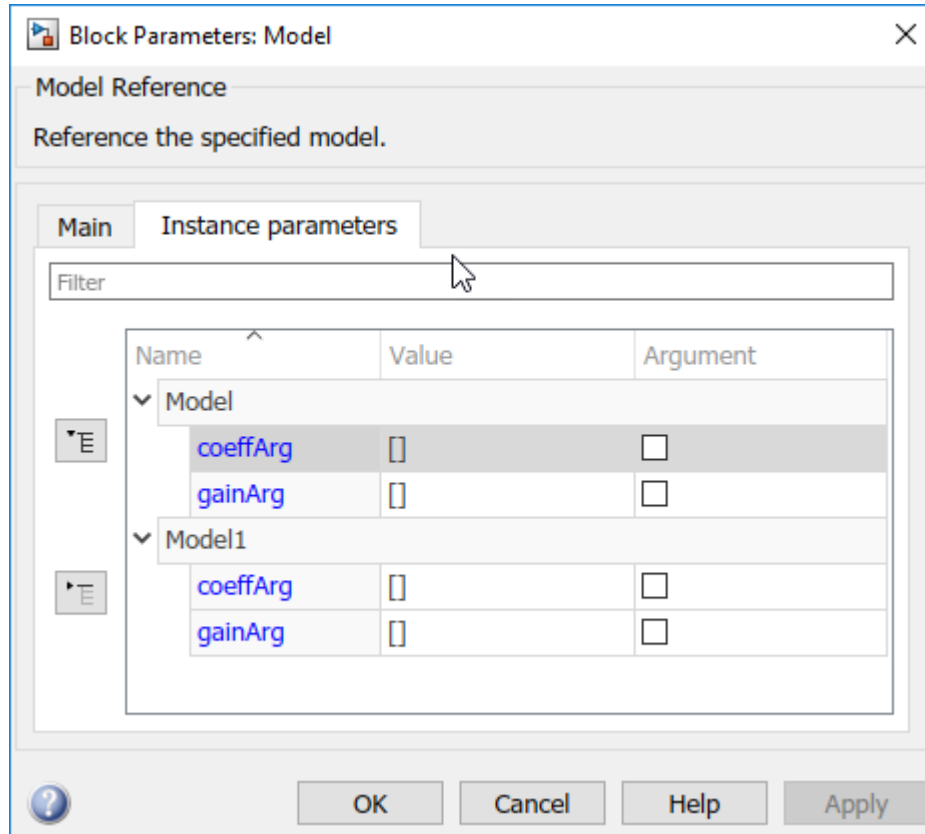 Block Parameters: Model
Model Reference
Reference the specified model.
Main Instance parameters
Filter
Name Value Argument
Model
coeffArg []
gainArg []
Model1
coeffArg []
gainArg []
OK Cancel Help Apply